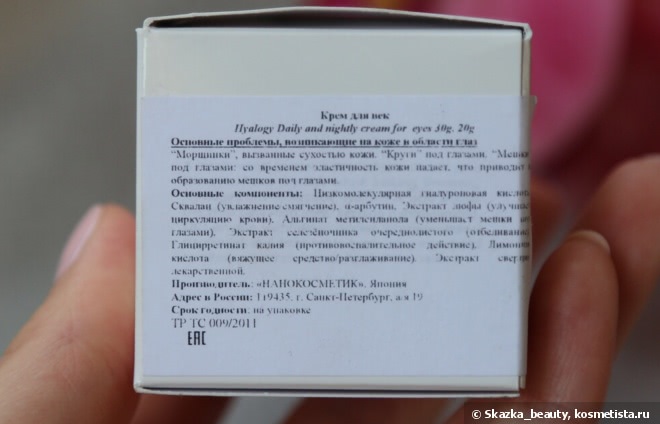 Крем для век
Hyalogy Daily and nightly cream for eyes 30g. 20g
Основные проблемы, возникающие на коже в области глаз
"Морщинки", вызванные сухостью кожи. "Круги" под глазами. "Мешки
под глазами: со временем эластичность кожи падает, что приводит
образованию мешков под глазами.
Основные компоненты: Низкомолекулярная гиалуроновая кислота
Сквалан (увлажнение-смягчение), α-арбутин, Экстракт люфы (улучше
циркуляцию крови). Альгинат метилсиланола (уменьшает мешки
глазами). Экстракт селезёночника очереднолистого (отбеливание
Глицирретинат калия (противовоспалительное действие). Лимонн
кислота (вяжущее средство/разглаживание). Экстракт сверци
лекарственной.
Производитель: «НАНОКОСМЕТИК», Япония
Адрес в России: 119435, г. Санкт-Петербург, а/я 19
Срок годности: на упаковке
ТР ТС 009/2011
EAC
© Skazka_beauty, kosmetista.ru